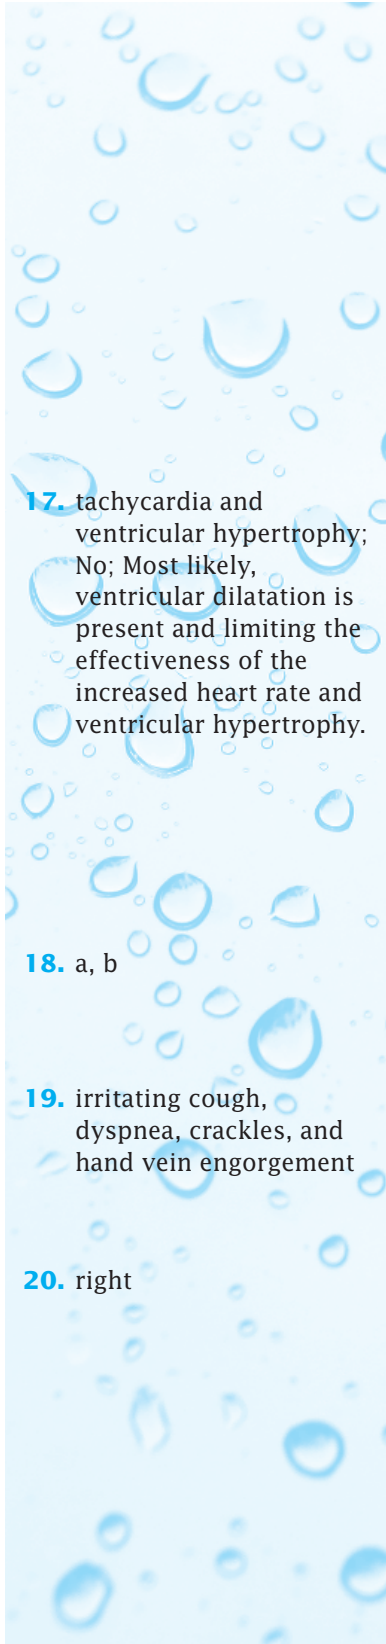 17. tachycardia and
ventricular hypertrophy;
No; Most likely,
ventricular dilatation is
present and limiting the
effectiveness of the
increased heart rate and
ventricular hypertrophy.
18. a, b
19. irritating cough,
dyspnea, crackles, and
hand vein engorgement
20. right